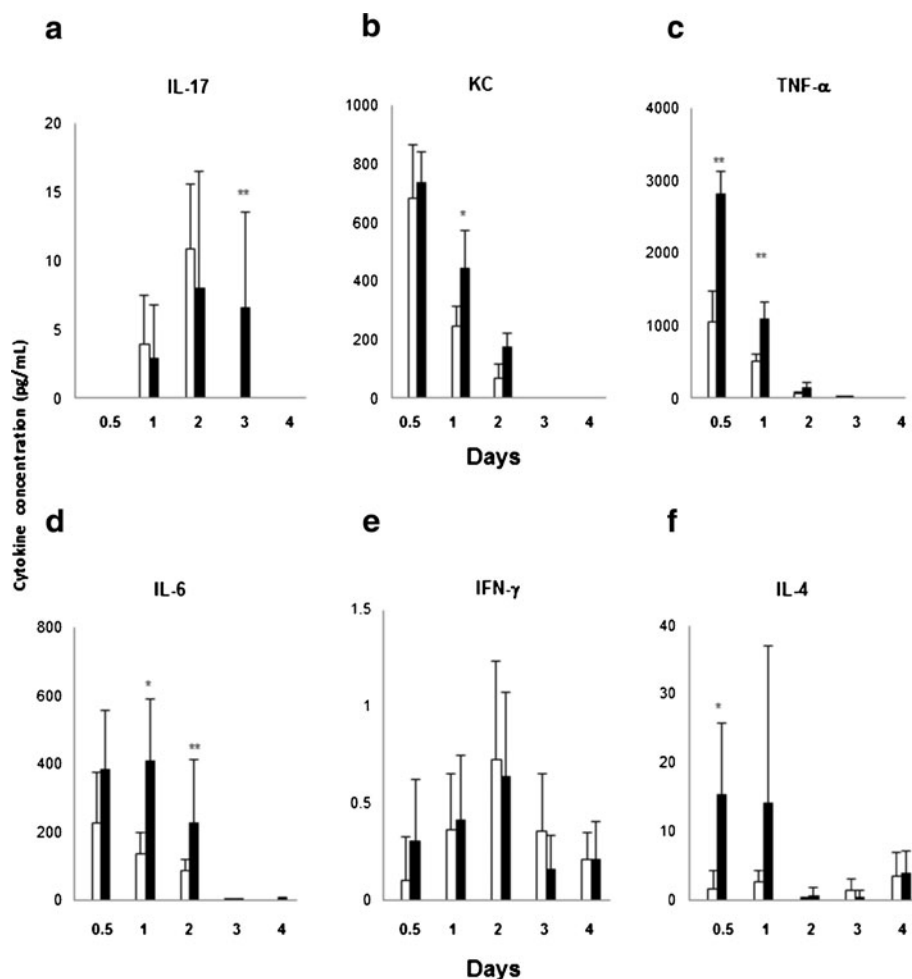 a
b
c
IL-17
KC
TNF-α
20
15
10
5
0
1000
800
600
400
200
0
4000
3000
2000
1000
0
**
*
**
**
0.5 1 2 3 4
0.5 1 2 3 4
0.5 1 2 3 4
Days
Cytokine concentration (pg/mL)
d
e
f
IL-6
IFN-γ
IL-4
800
600
400
200
0
1.5
1
0.5
0
40
30
20
10
0
*
**
*
0.5 1 2 3 4
0.5 1 2 3 4
0.5 1 2 3 4
Days